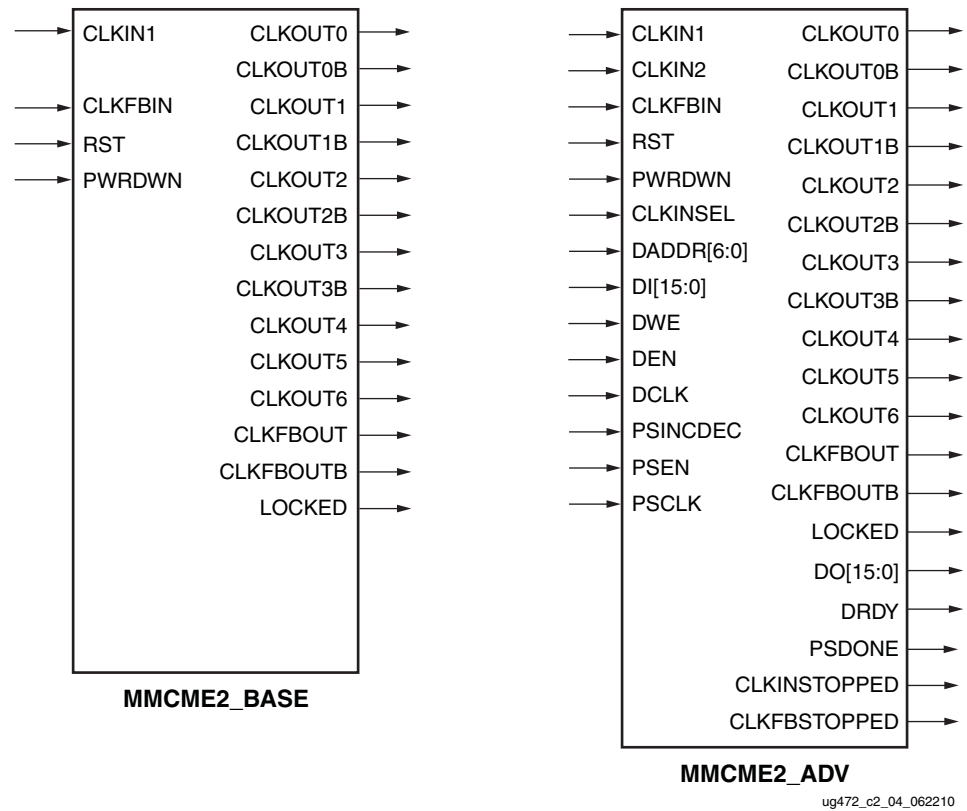 CLKIN1
CLKFBIN
RST
PWRDWN
CLKOUT0
CLKOUT0B
CLKOUT1
CLKOUT1B
CLKOUT2
CLKOUT2B
CLKOUT3
CLKOUT3B
CLKOUT4
CLKOUT5
CLKOUT6
CLKFBOUT
CLKFBOUTB
LOCKED
MMCME2_BASE
CLKIN1
CLKIN2
CLKFBIN
RST
PWRDWN
CLKINSEL
DADDR[6:0]
DI[15:0]
DWE
DEN
DCLK
PSINCDEC
PSEN
PSCLK
CLKOUT0
CLKOUT0B
CLKOUT1
CLKOUT1B
CLKOUT2
CLKOUT2B
CLKOUT3
CLKOUT3B
CLKOUT4
CLKOUT5
CLKOUT6
CLKFBOUT
CLKFBOUTB
LOCKED
DO[15:0]
DRDY
PSDONE
CLKINSTOPPED
CLKFBSTOPPED
MMCME2_ADV
ug472_c2_04_062210